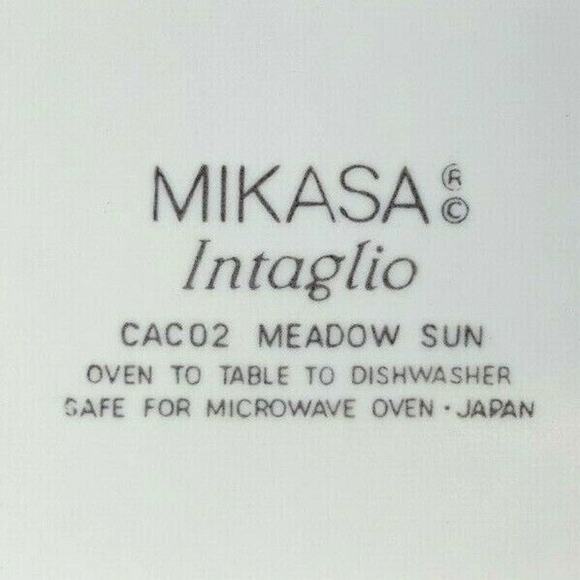 MIKASA ® ©
Intaglio
CAC02 MEADOW SUN
OVEN TO TABLE TO DISHWASHER
SAFE FOR MICROWAVE OVEN · JAPAN